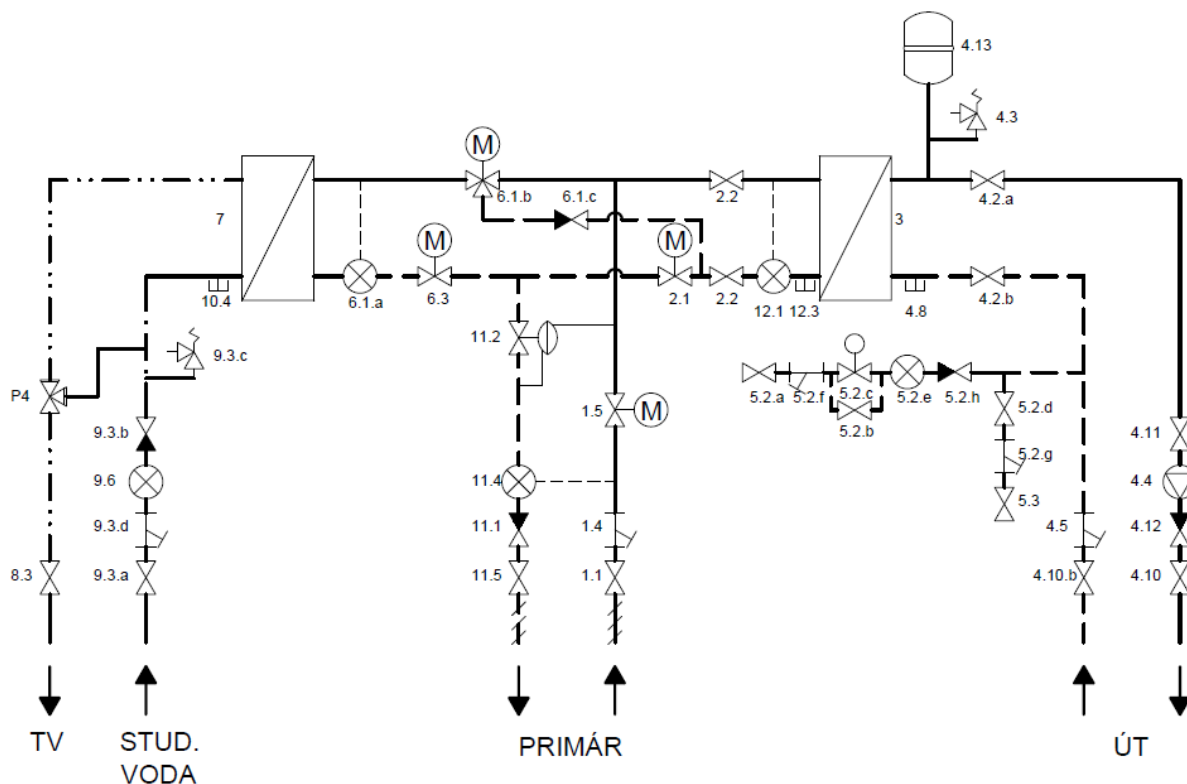 4.13
4.3
M
6.1.b
6.1.c
2.2
4.2.a
7
3
M
M
10.4
6.1.a
6.3
2.1
2.2
12.1
12.3
4.8
4.2.b
11.2
9.3.c
P4
1.5
M
5.2.a
5.2.f
5.2.c
5.2.e
5.2.h
5.2.d
5.2.b
9.3.b
4.11
5.2.g
9.6
11.4
4.4
5.3
9.3.d
11.1
1.4
4.5
4.12
8.3
9.3.a
11.5
1.1
4.10.b
4.10
TV
STUD.
VODA
PRIMÁR
ÚT